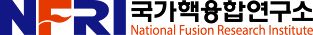 NFRI 국가핵융합연구소
National Fusion Research Institute